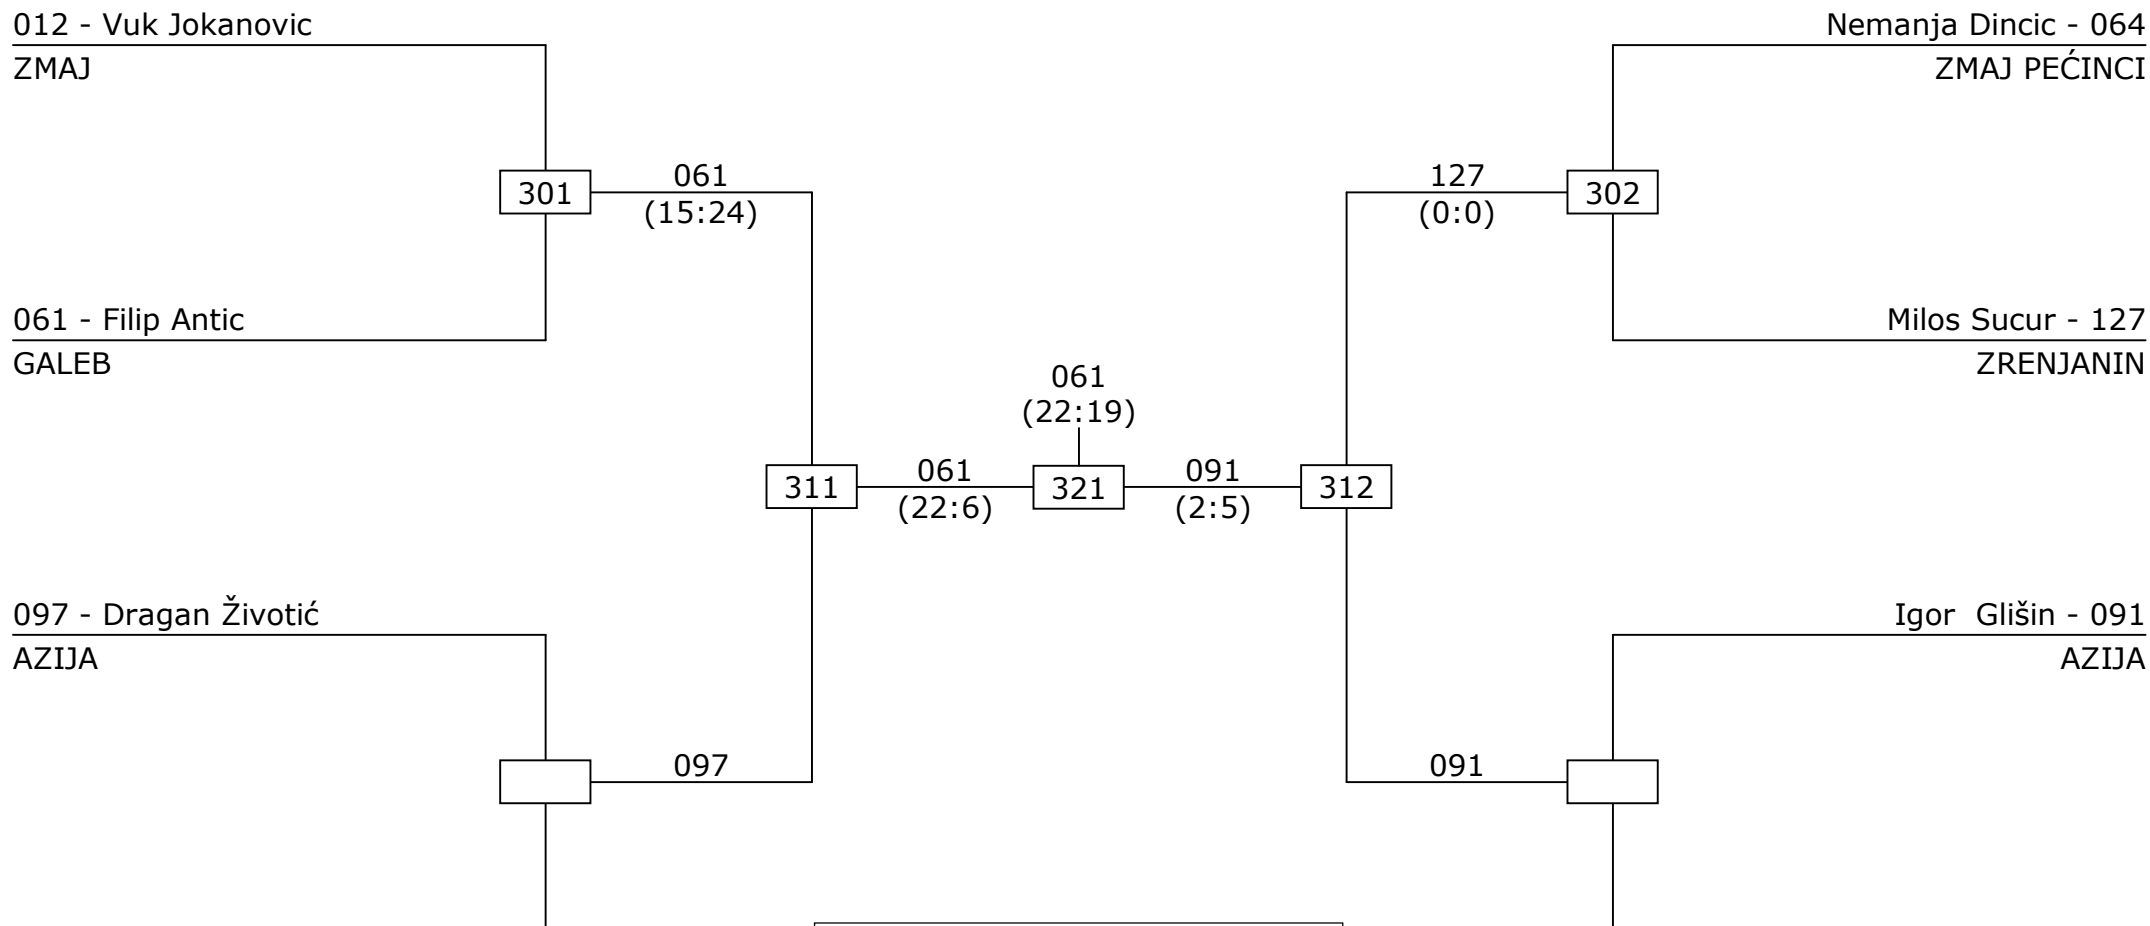 012 - Vuk Jokanovic
ZMAJ
Nemanja Dincic - 064
ZMAJ PEĆINCI
301
061
(15:24)
127
(0:0)
302
061 - Filip Antic
GALEB
Milos Sucur - 127
ZRENJANIN
061
(22:19)
311
061
(22:6)
321
091
(2:5)
312
097 - Dragan Životić
AZIJA
Igor  Glišin - 091
AZIJA
097
091